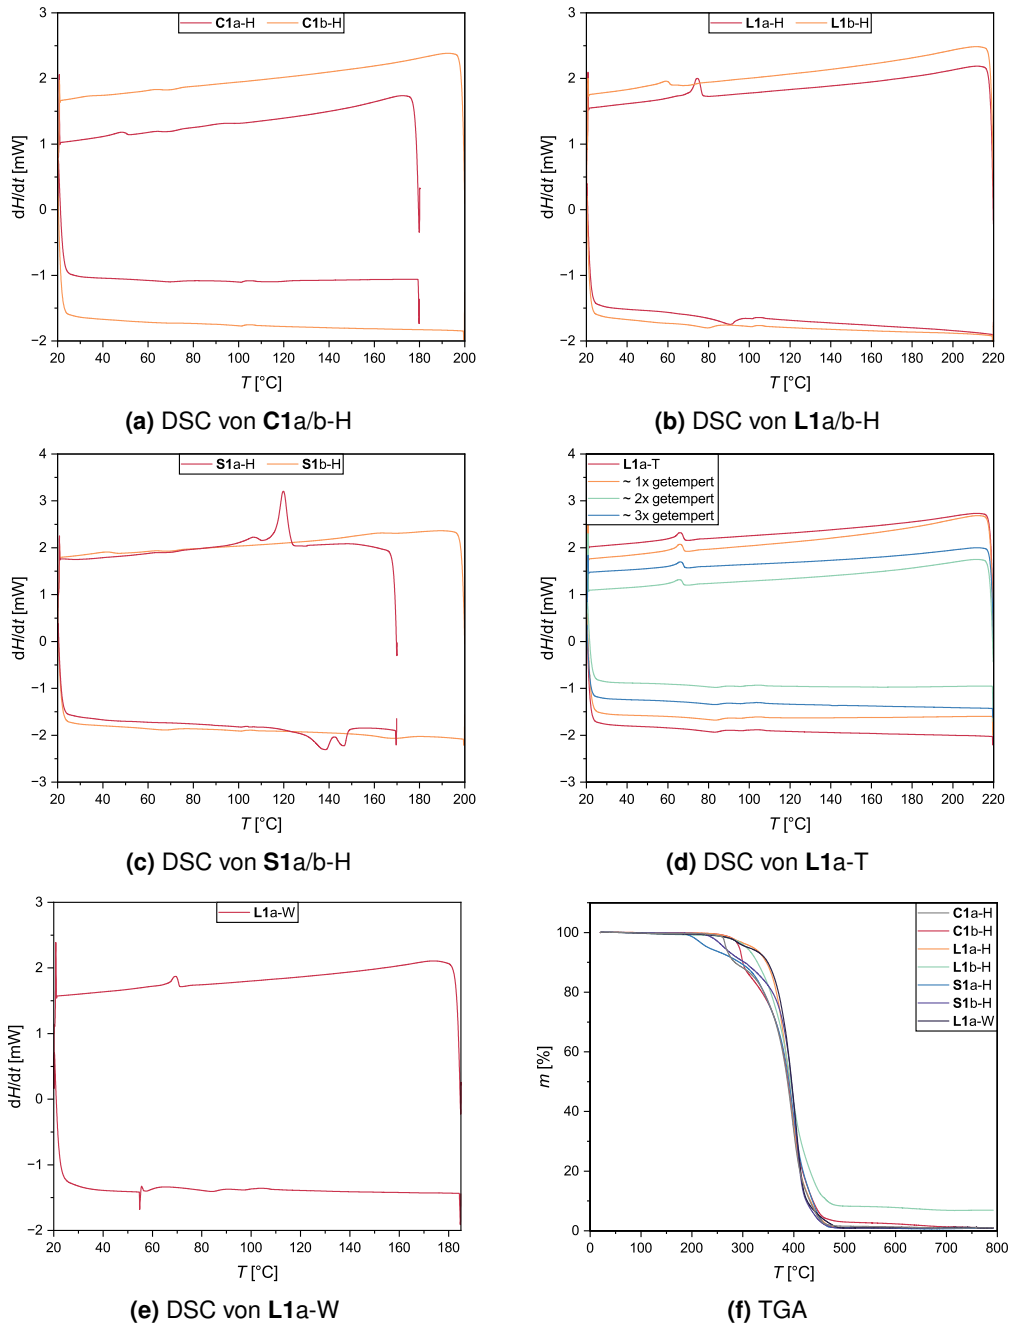 C1a-H C1b-H
3
2
1
0
−1
−2
dH/dt [mW]
20 40 60 80 100 120 140 160 180 200
T [°C]
(a) DSC von C1a/b-H
L1a-H L1b-H
3
2
1
0
−1
−2
dH/dt [mW]
20 40 60 80 100 120 140 160 180 200 220
T [°C]
(b) DSC von L1a/b-H
S1a-H S1b-H
4
3
2
1
0
−1
−2
−3
dH/dt [mW]
20 40 60 80 100 120 140 160 180 200
T [°C]
(c) DSC von S1a/b-H
L1a-T
~ 1x getempert
~ 2x getempert
~ 3x getempert
4
3
2
1
0
−1
−2
−3
dH/dt [mW]
20 40 60 80 100 120 140 160 180 200 220
T [°C]
(d) DSC von L1a-T
L1a-W
3
2
1
0
−1
−2
dH/dt [mW]
20 40 60 80 100 120 140 160 180
T [°C]
(e) DSC von L1a-W
C1a-H
C1b-H
L1a-H
L1b-H
S1a-H
S1b-H
L1a-W
100
80
60
40
20
0
m [%]
0 100 200 300 400 500 600 700 800
T [°C]
(f) TGA